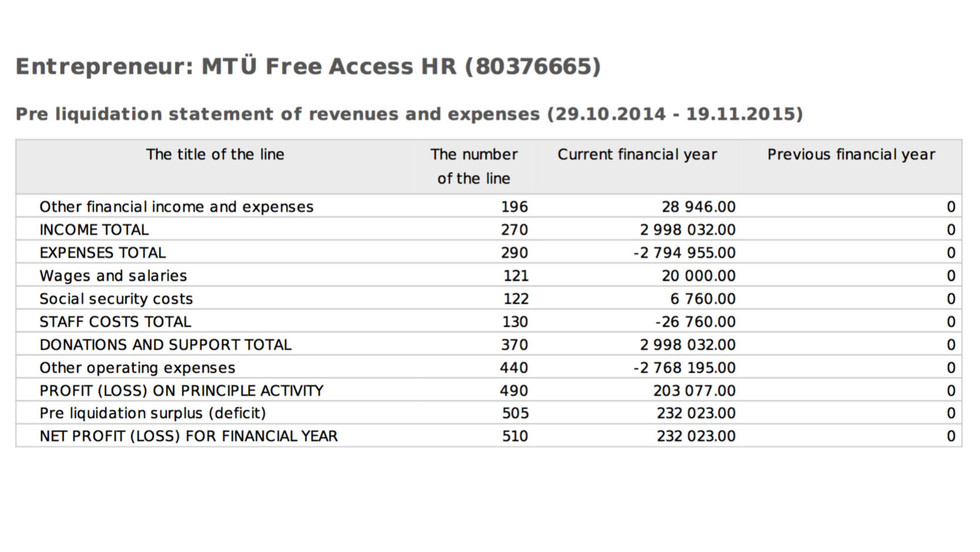 Entrepreneur: MTÜ Free Access HR (80376665)
Pre liquidation statement of revenues and expenses (29.10.2014 - 19.11.2015)
The title of the line The number of the line Current financial year Previous financial year
Other financial income and expenses 196 28 946.00 0
INCOME TOTAL 270 2 998 032.00 0
EXPENSES TOTAL 290 -2 794 955.00 0
Wages and salaries 121 20 000.00 0
Social security costs 122 6 760.00 0
STAFF COSTS TOTAL 130 -26 760.00 0
DONATIONS AND SUPPORT TOTAL 370 2 998 032.00 0
Other operating expenses 440 -2 768 195.00 0
PROFIT (LOSS) ON PRINCIPLE ACTIVITY 490 203 077.00 0
Pre liquidation surplus (deficit) 505 232 023.00 0
NET PROFIT (LOSS) FOR FINANCIAL YEAR 510 232 023.00 0